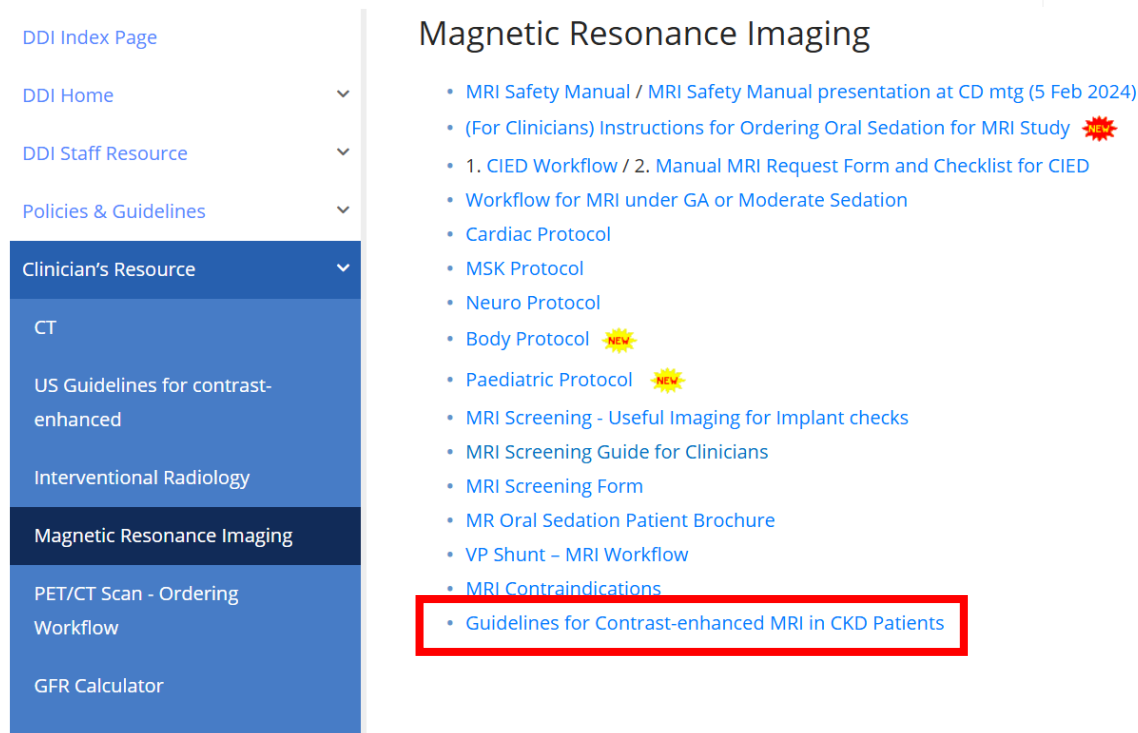 DDI Index Page
DDI Home
DDI Staff Resource
Policies & Guidelines
Clinician's Resource
CT
US Guidelines for contrast-
enhanced
Interventional Radiology
Magnetic Resonance Imaging
PET/CT Scan - Ordering
Workflow
GFR Calculator
Magnetic Resonance Imaging
• MRI Safety Manual / MRI Safety Manual presentation at CD mtg (5 Feb 2024)
• (For Clinicians) Instructions for Ordering Oral Sedation for MRI Study NEW
• 1. CIED Workflow / 2. Manual MRI Request Form and Checklist for CIED
• Workflow for MRI under GA or Moderate Sedation
• Cardiac Protocol
• MSK Protocol
• Neuro Protocol
• Body Protocol NEW
• Paediatric Protocol NEW
• MRI Screening - Useful Imaging for Implant checks
• MRI Screening Guide for Clinicians
• MRI Screening Form
• MR Oral Sedation Patient Brochure
• VP Shunt – MRI Workflow
• MRI Contraindications
• Guidelines for Contrast-enhanced MRI in CKD Patients